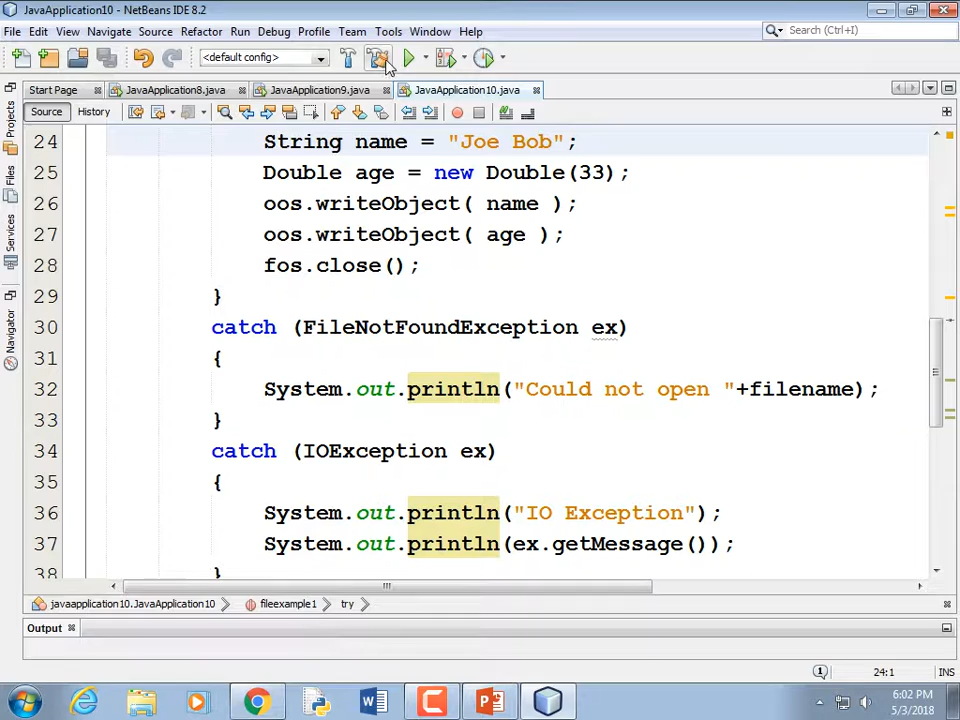 JavaApplication10 - NetBeans IDE 8.2
File Edit View Navigate Source Refactor Run Debug Profile Team Tools Window Help
Search (Ctrl+I)
<default config>
Start Page JavaApplication8.java JavaApplication9.java JavaApplication10.java
Source History
Projects
Files
Services
Navigator
24 String name = "Joe Bob";
25 Double age = new Double(33);
26 oos.writeObject( name );
27 oos.writeObject( age );
28 fos.close();
29 }
30 catch (FileNotFoundException ex)
31 {
32 System.out.println("Could not open "+filename);
33 }
34 catch (IOException ex)
35 {
36 System.out.println("IO Exception");
37 System.out.println(ex.getMessage());
38 }
javaapplication10.JavaApplication10 fileexample1 try
Output
1 24:1 INS
6:02 PM
5/3/2018